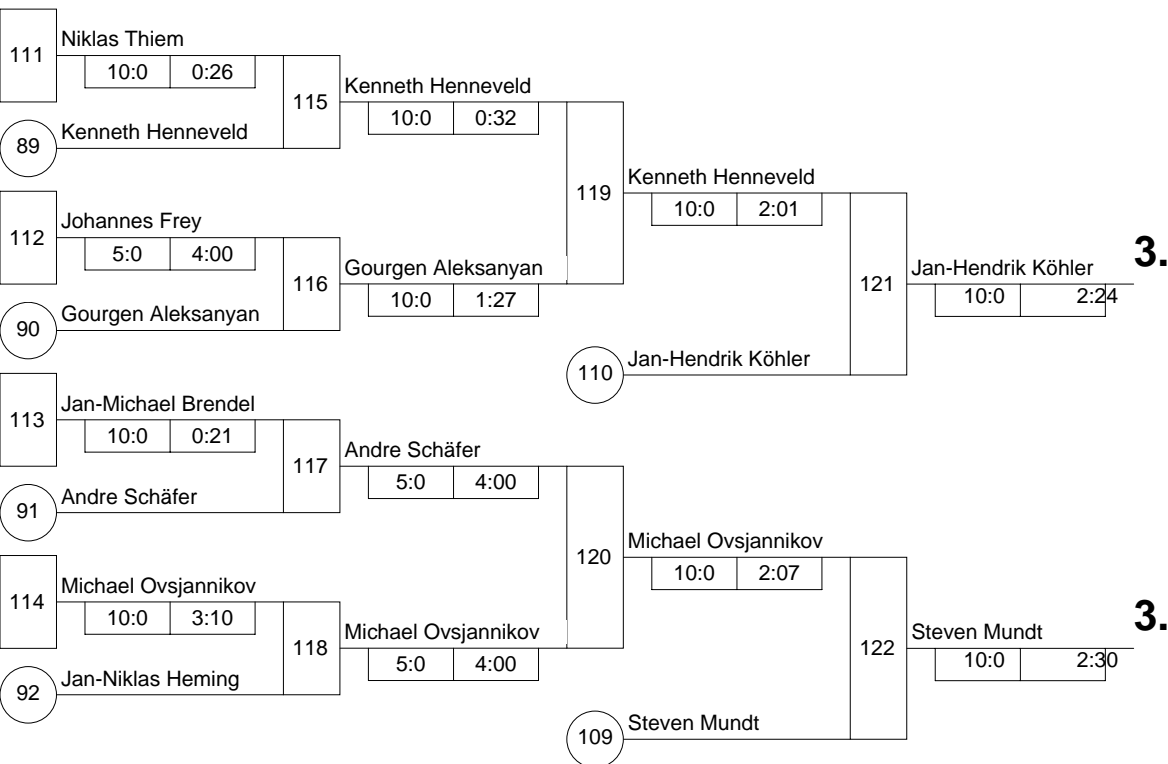 Niklas Thiem
111
10:0 0:26
Kenneth Henneveld
115
10:0 0:32
89 Kenneth Henneveld
119
Kenneth Henneveld
10:0 2:01
112
Johannes Frey
5:0 4:00
116
Gourgen Aleksanyan
10:0 1:27
90 Gourgen Aleksanyan
121
Jan-Hendrik Köhler 3.
10:0 2:24
110 Jan-Hendrik Köhler
113
Jan-Michael Brendel
10:0 0:21
117
Andre Schäfer
5:0 4:00
91 Andre Schäfer
120
Michael Ovsjannikov
10:0 2:07
114
Michael Ovsjannikov
10:0 3:10
118
Michael Ovsjannikov
5:0 4:00
92 Jan-Niklas Heming
122
Steven Mundt 3.
10:0 2:30
109 Steven Mundt